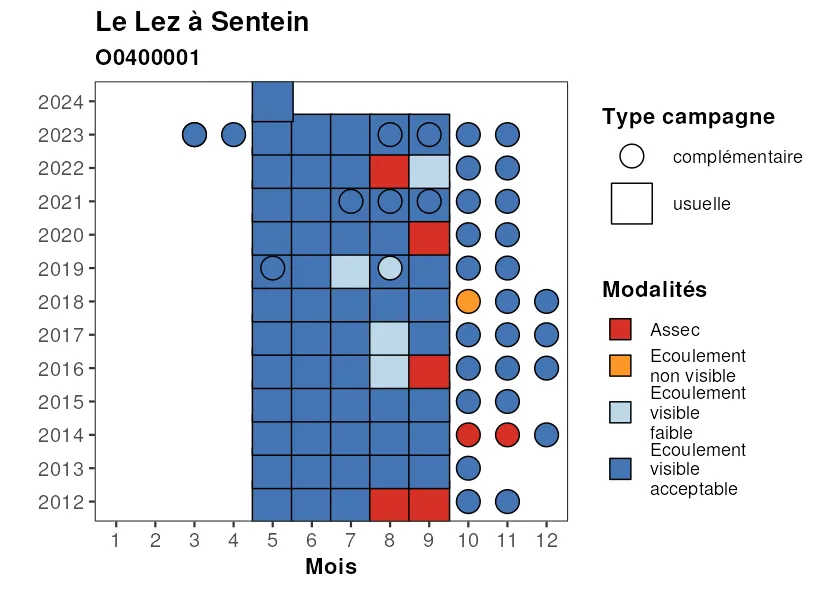 Le Lez à Sentein
O0400001
2024
2023
2022
2021
2020
2019
2018
2017
2016
2015
2014
2013
2012
1 2 3 4 5 6 7 8 9 10 11 12
Mois
Type campagne
complémentaire
usuelle
Modalités
Assec
Ecoulement
non visible
Ecoulement
visible
faible
Ecoulement
visible
acceptable